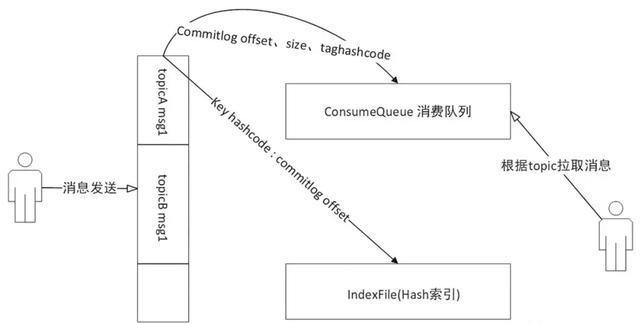 Commitlog offset、size、taghashcode
topicA msg1
ConsumeQueue 消费队列
Key hashcode : commitlog offset
消息发送
topicB msg1
根据topic拉取消息
IndexFile(Hash索引)